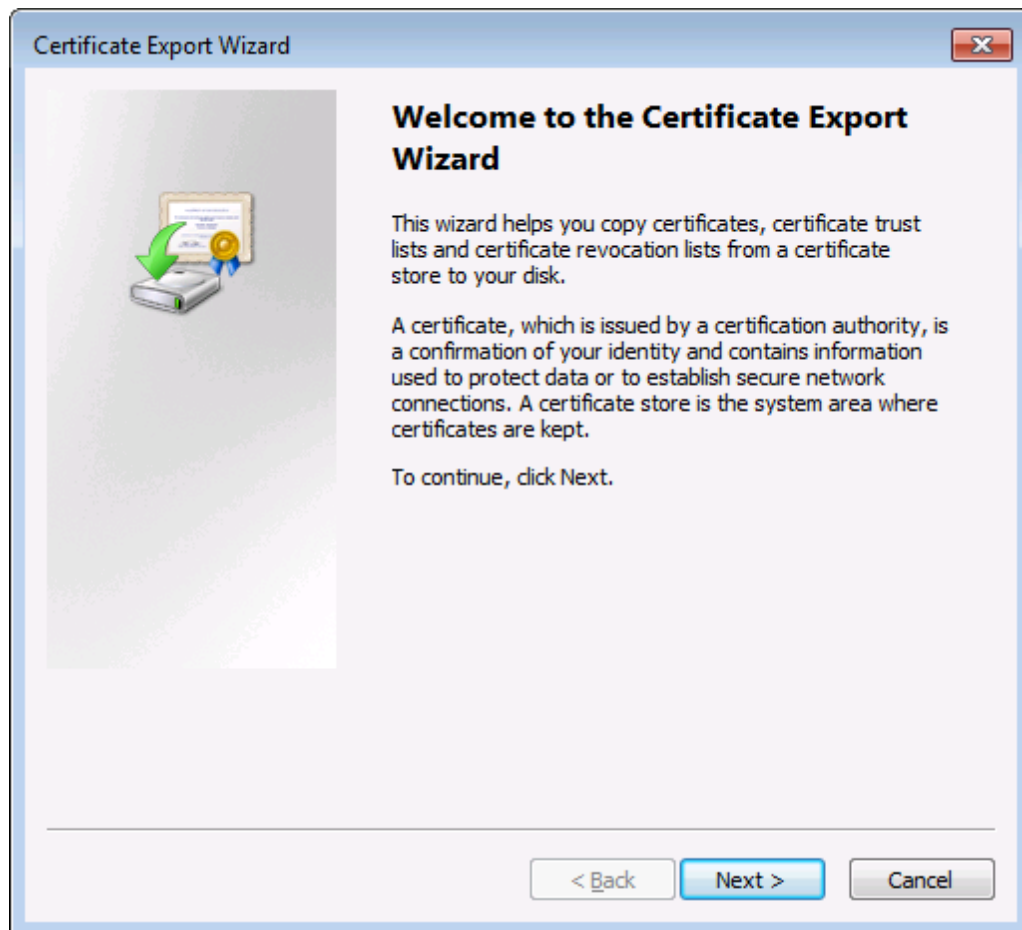 Certificate Export Wizard
Welcome to the Certificate Export
Wizard
This wizard helps you copy certificates, certificate trust
lists and certificate revocation lists from a certificate
store to your disk.
A certificate, which is issued by a certification authority, is
a confirmation of your identity and contains information
used to protect data or to establish secure network
connections. A certificate store is the system area where
certificates are kept.
To continue, click Next.
< Back
Next >
Cancel